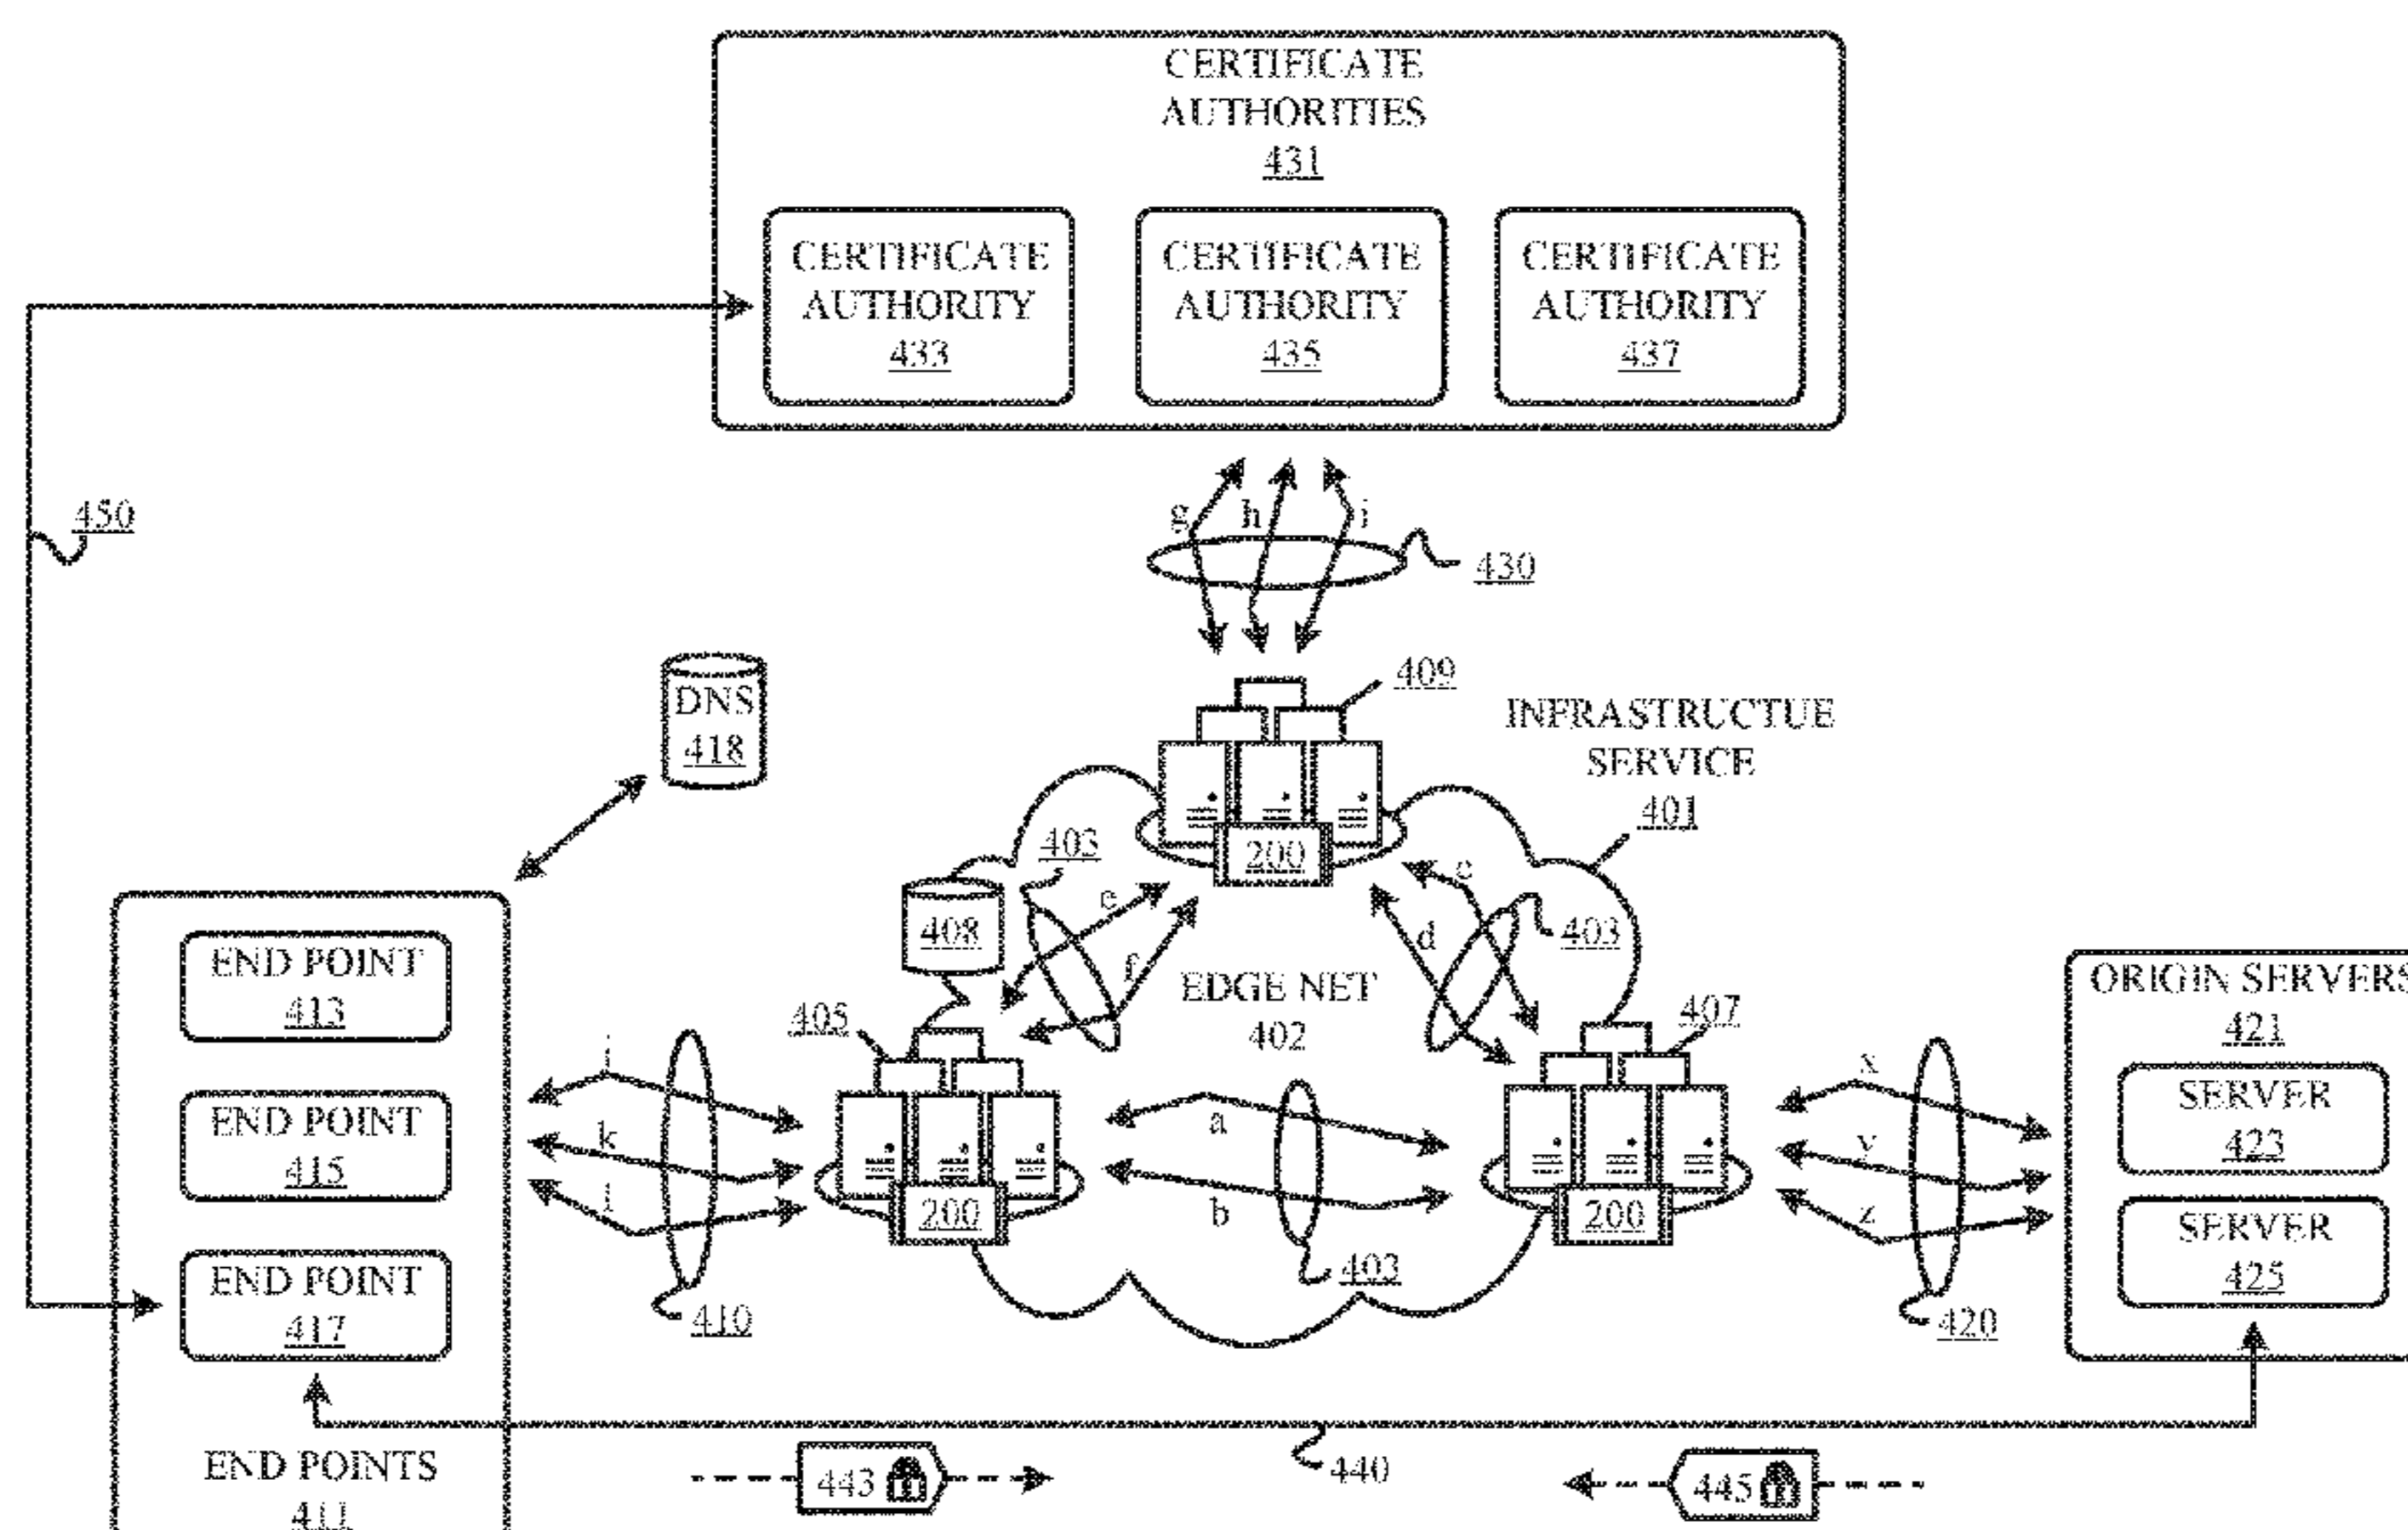 CERTIFICATE
AUTHORITIES
431
CERTIFICATE
AUTHORITY
433
CERTIFICATE
AUTHORITY
435
CERTIFICATE
AUTHORITY
437
450
g
h
i
430
DNS
418
409
INFRASTRUCTUE
SERVICE
401
200
403
408
e
f
c
d
403
EDGE NET
402
END POINT
413
END POINT
415
END POINT
417
END POINTS
411
j
k
l
410
405
200
a
b
403
407
200
x
y
z
420
ORIGIN SERVERS
421
SERVER
423
SERVER
425
440
443
445